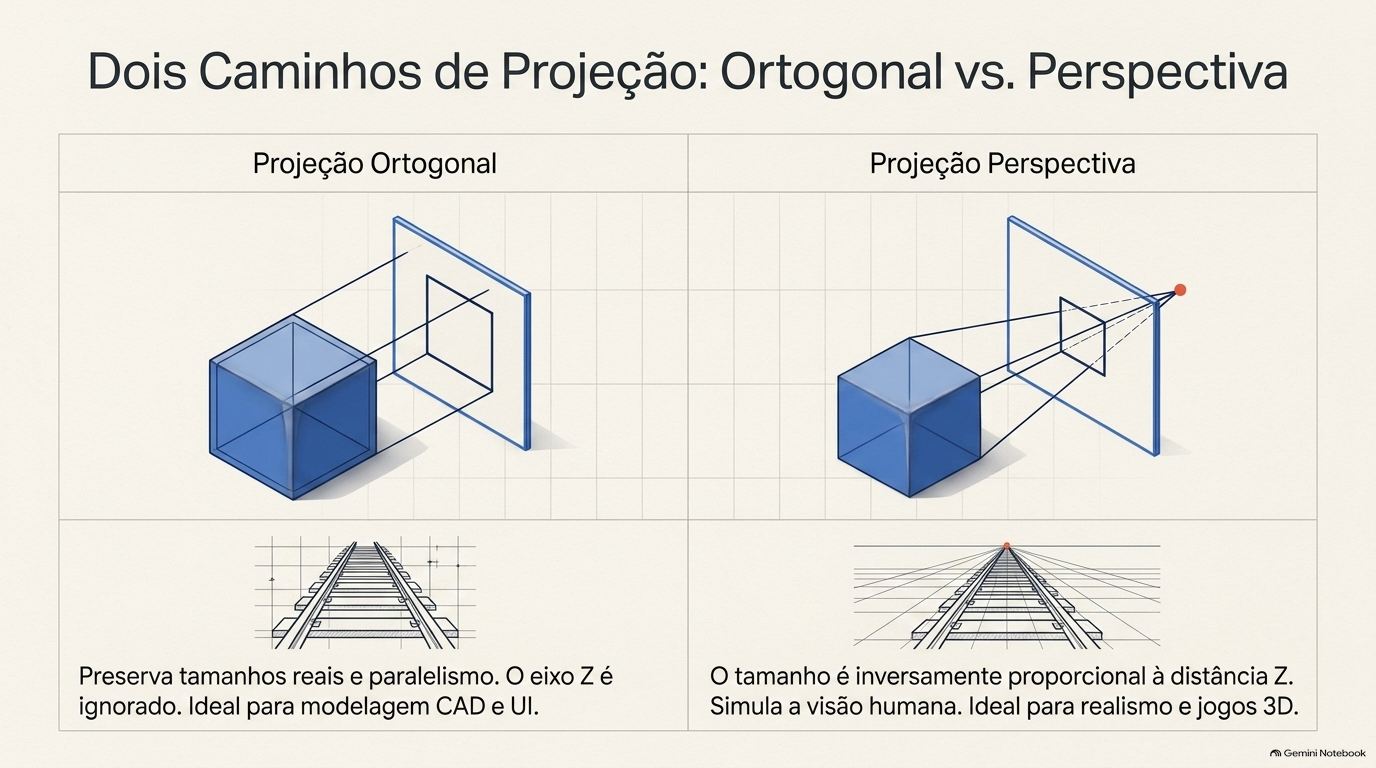 Dois Caminhos de Projeção: Ortogonal vs. Perspectiva
Projeção Ortogonal
Projeção Perspectiva
Preserva tamanhos reais e paralelismo. O eixo Z é
ignorado. Ideal para modelagem CAD e UI.
O tamanho é inversamente proporcional à distância Z.
Simula a visão humana. Ideal para realismo e jogos 3D.
Gemini Notebook